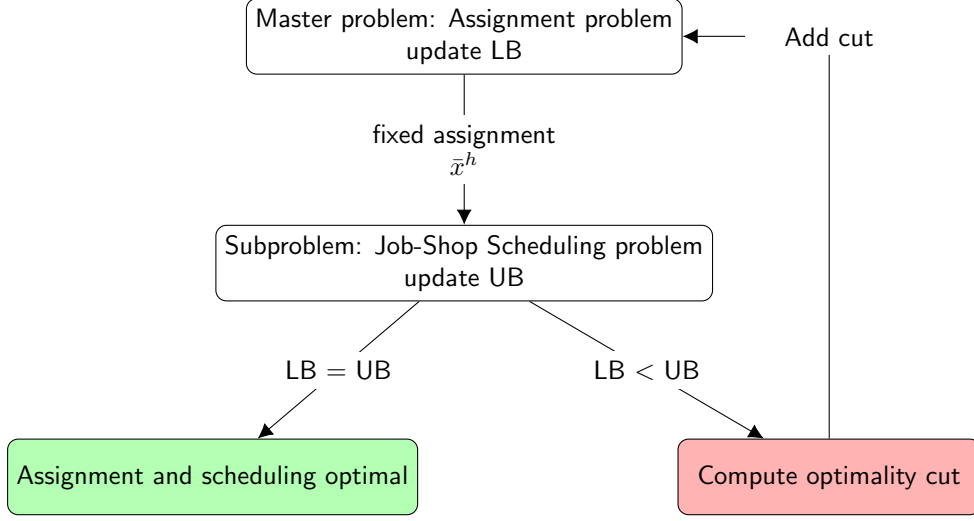 Master problem: Assignment problem
update LB
Add cut
fixed assignment
x̄^h
Subproblem: Job-Shop Scheduling problem
update UB
LB = UB
LB < UB
Assignment and scheduling optimal
Compute optimality cut